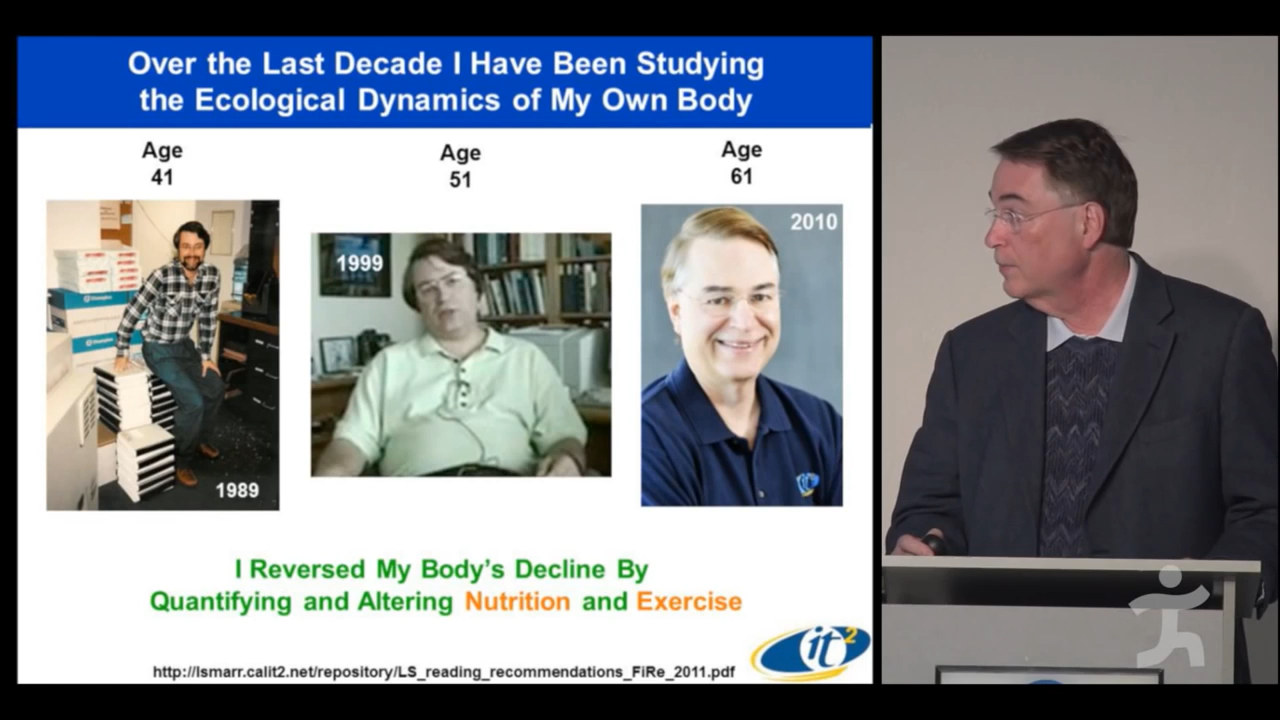 Over the Last Decade I Have Been Studying
the Ecological Dynamics of My Own Body
Age
41
Age
51
Age
61
1989
1999
2010
I Reversed My Body's Decline By
Quantifying and Altering Nutrition and Exercise
it2
http://lsmarr.calit2.net/repository/LS_reading_recommendations_FiRe_2011.pdf